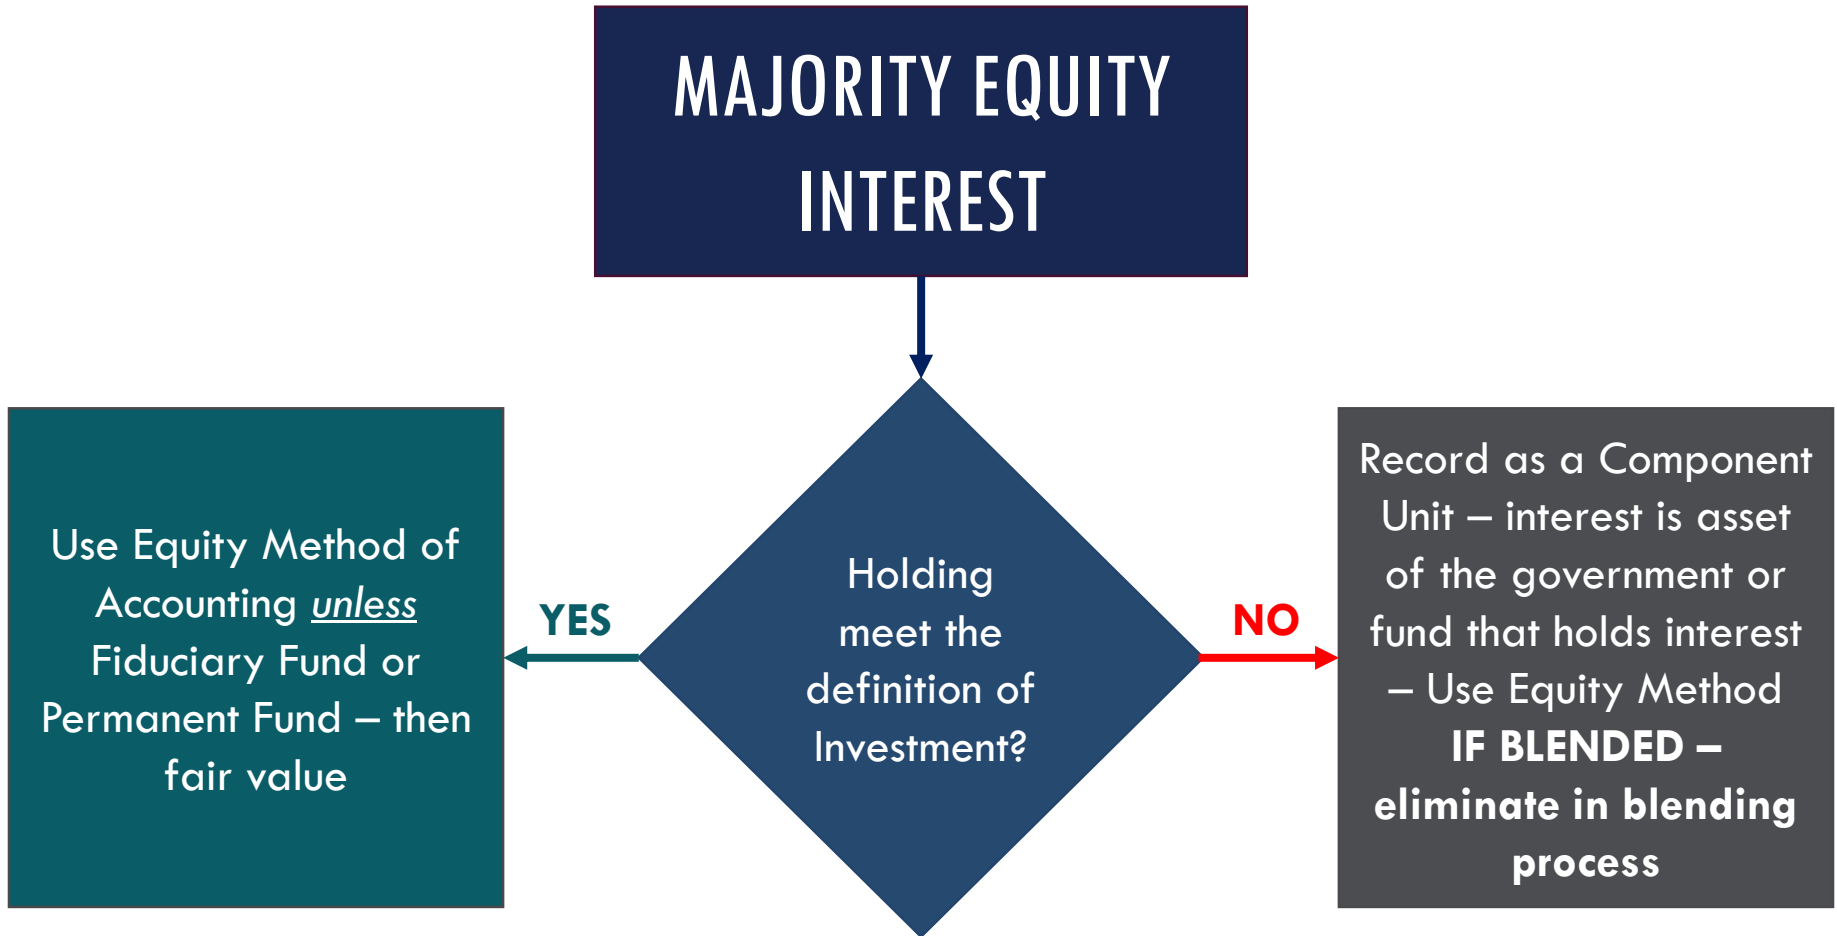 MAJORITY EQUITY
INTEREST
Use Equity Method of
Accounting unless
Fiduciary Fund or
Permanent Fund – then
fair value
YES
Holding
meet the
definition of
Investment?
NO
Record as a Component
Unit – interest is asset
of the government or
fund that holds interest
– Use Equity Method
IF BLENDED –
eliminate in blending
process